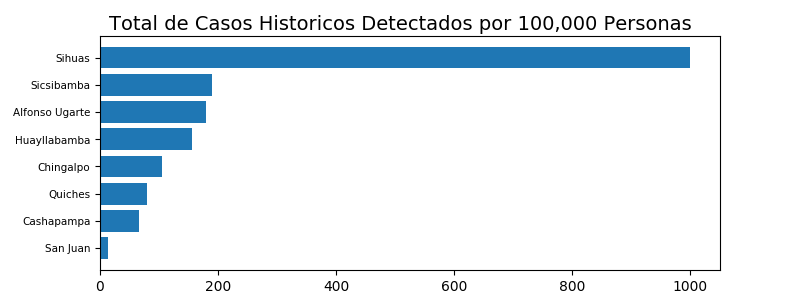 Total de Casos Historicos Detectados por 100,000 Personas
Sihuas
Sicsibamba
Alfonso Ugarte
Huayllabamba
Chingalpo
Quiches
Cashapampa
San Juan
0 200 400 600 800 1000